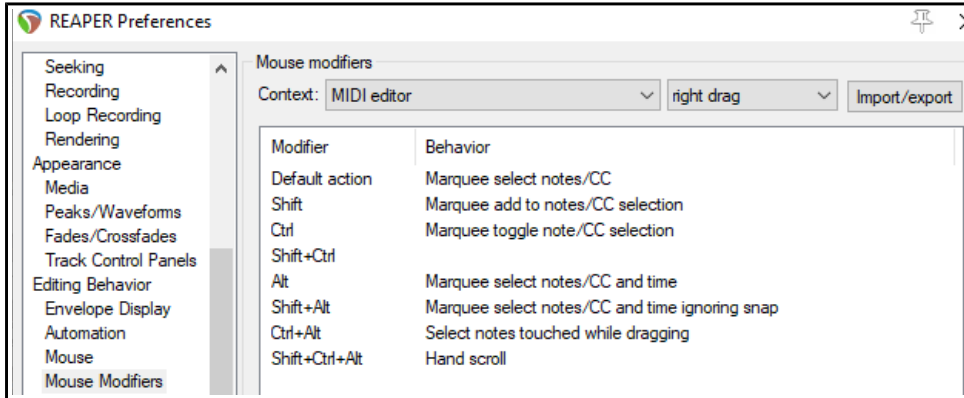 REAPER Preferences
Seeking
Recording
Loop Recording
Rendering
Appearance
Media
Peaks/Waveforms
Fades/Crossfades
Track Control Panels
Editing Behavior
Envelope Display
Automation
Mouse
Mouse Modifiers
Mouse modifiers
Context: MIDI editor right drag Import/export
Modifier Behavior
Default action Marquee select notes/CC
Shift Marquee add to notes/CC selection
Ctrl Marquee toggle note/CC selection
Shift+Ctrl
Alt Marquee select notes/CC and time
Shift+Alt Marquee select notes/CC and time ignoring snap
Ctrl+Alt Select notes touched while dragging
Shift+Ctrl+Alt Hand scroll